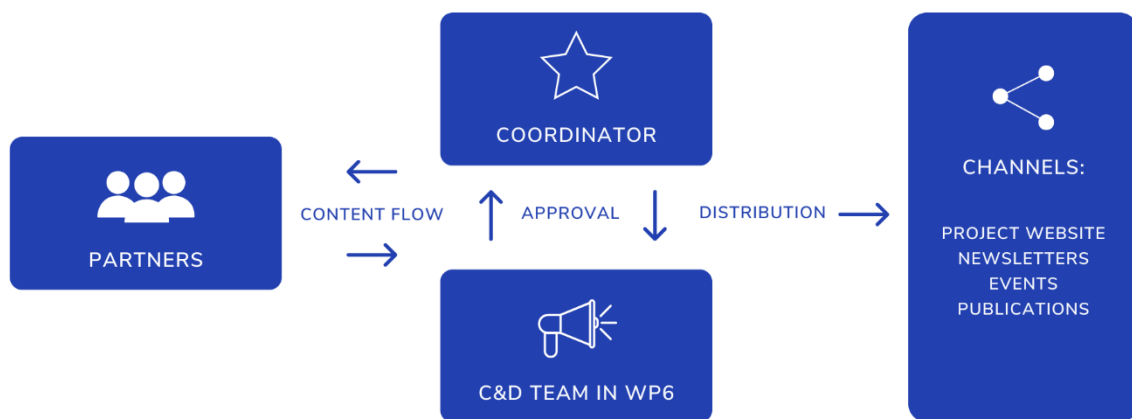 PARTNERS
CONTENT FLOW
COORDINATOR
APPROVAL
C&D TEAM IN WP6
DISTRIBUTION
CHANNELS:
PROJECT WEBSITE
NEWSLETTERS
EVENTS
PUBLICATIONS